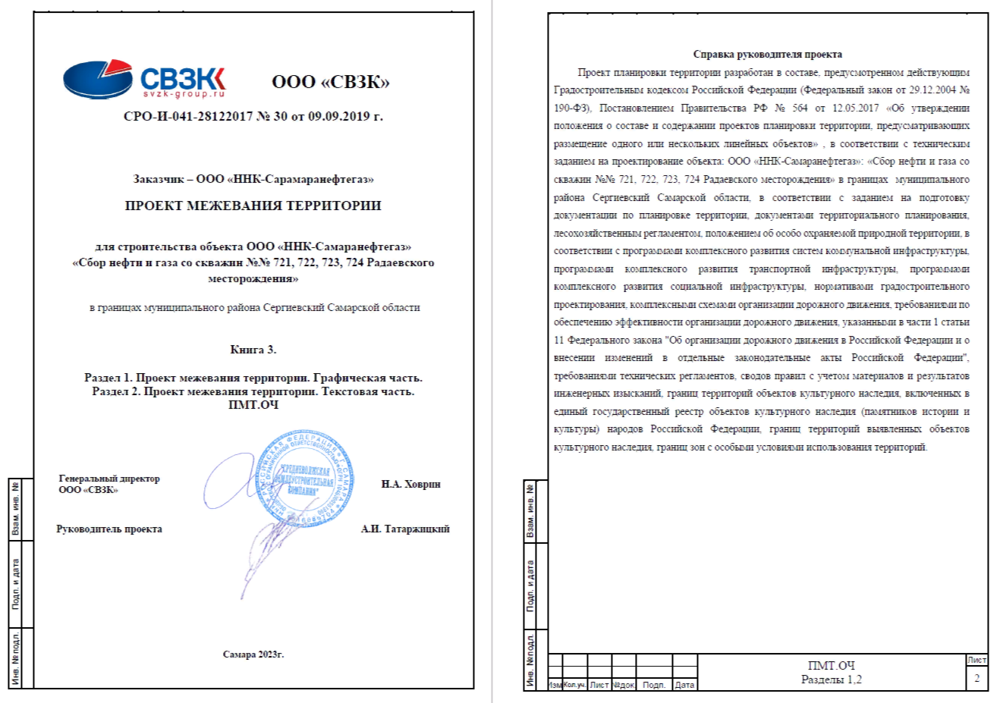 СВЗК
svzk-group.ru
ООО «СВЗК»
СРО-И-041-28122017 № 30 от 09.09.2019 г.
Заказчик – ООО «ННК-Сарамаранефтегаз»
ПРОЕКТ МЕЖЕВАНИЯ ТЕРРИТОРИИ
для строительства объекта ООО «ННК-Самаранефтегаз»
«Сбор нефти и газа со скважин №№ 721, 722, 723, 724 Радаевского
месторождения»
в границах муниципального района Сергиевский Самарской области
Книга 3.
Раздел 1. Проект межевания территории. Графическая часть.
Раздел 2. Проект межевания территории. Текстовая часть.
ПМТ.ОЧ
РОССИЙСКАЯ ФЕДЕРАЦИЯ Г. САМАРА
"СРЕДНЕВОЛЖСКАЯ
ЗЕМЛЕУСТРОИТЕЛЬНАЯ
КОМПАНИЯ"
Генеральный директор
ООО «СВЗК»
Н.А. Ховрин
Руководитель проекта
А.И. Татаржицкий
Взам. инв. №
Подп. и дата
Инв. № подл.
Самара 2023г.
Справка руководителя проекта
Проект планировки территории разработан в составе, предусмотренном действующим
Градостроительным кодексом Российской Федерации (Федеральный закон от 29.12.2004 №
190-ФЗ), Постановлением Правительства РФ № 564 от 12.05.2017 «Об утверждении
положения о составе и содержании проектов планировки территории, предусматривающих
размещение одного или нескольких линейных объектов» , в соответствии с техническим
заданием на проектирование объекта: ООО «ННК-Самаранефтегаз»: «Сбор нефти и газа со
скважин №№ 721, 722, 723, 724 Радаевского месторождения» в границах муниципального
района Сергиевский Самарской области, в соответствии с заданием на подготовку
документации по планировке территории, документами территориального планирования,
лесохозяйственным регламентом, положением об особо охраняемой природной территории, в
соответствии с программами комплексного развития систем коммунальной инфраструктуры,
программами комплексного развития транспортной инфраструктуры, программами
комплексного развития социальной инфраструктуры, нормативами градостроительного
проектирования, комплексными схемами организации дорожного движения, требованиями по
обеспечению эффективности организации дорожного движения, указанными в части 1 статьи
11 Федерального закона "Об организации дорожного движения в Российской Федерации и о
внесении изменений в отдельные законодательные акты Российской Федерации",
требованиями технических регламентов, сводов правил с учетом материалов и результатов
инженерных изысканий, границ территорий объектов культурного наследия, включенных в
единый государственный реестр объектов культурного наследия (памятников истории и
культуры) народов Российской Федерации, границ территорий выявленных объектов
культурного наследия, границ зон с особыми условиями использования территорий.
Взам. инв. №
Подп. и дата
Инв. №подл.
Изм Кол.уч. Лист №док. Подп. Дата
ПМТ.ОЧ
Разделы 1,2
Лист
2